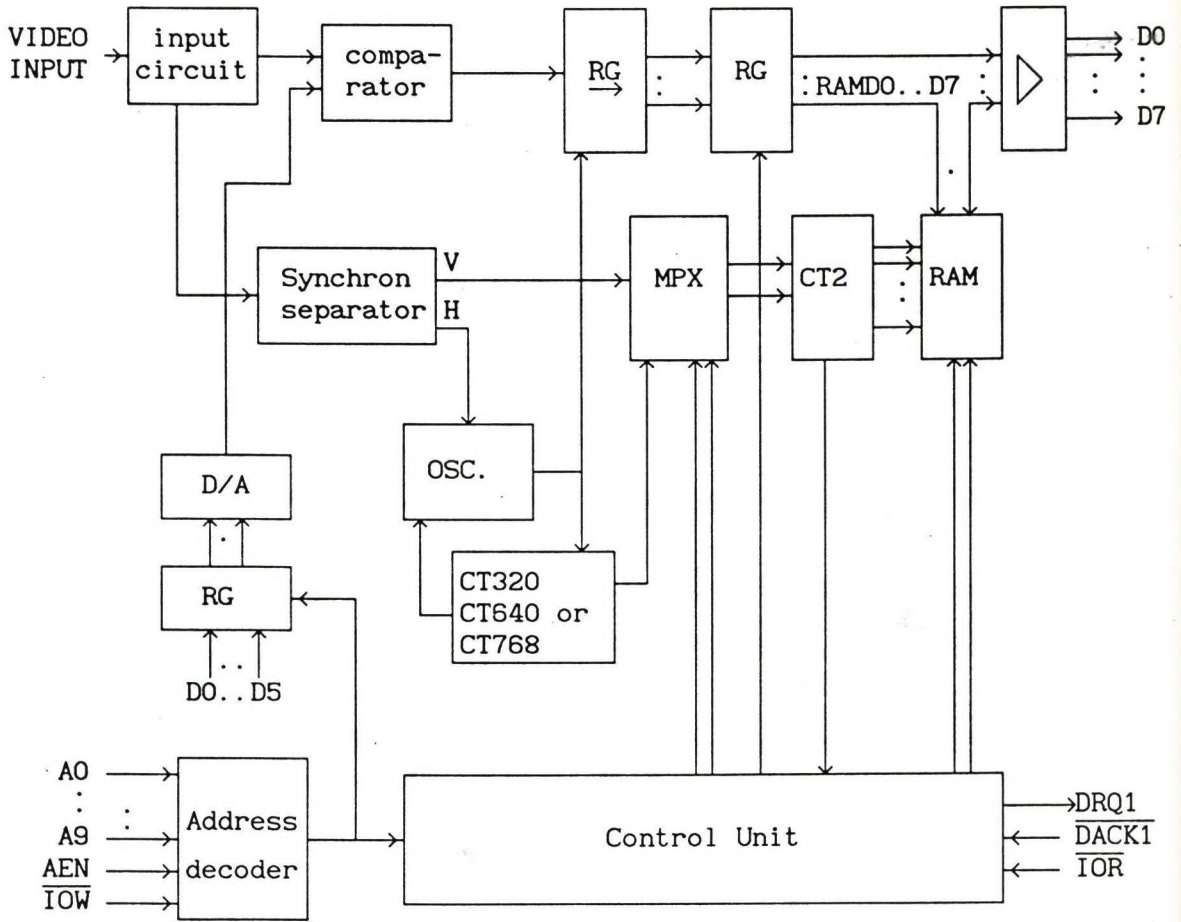 VIDEO
INPUT
input
circuit
compa-
rator
RG
RG
:RAMD0..D7
D0
D7
Synchron
separator
V
H
MPX
CT2
RAM
OSC.
D/A
RG
D0..D5
CT320
CT640 or
CT768
A0
A9
AEN
IOW
Address
decoder
Control Unit
DRQ1
DACK1
IOR